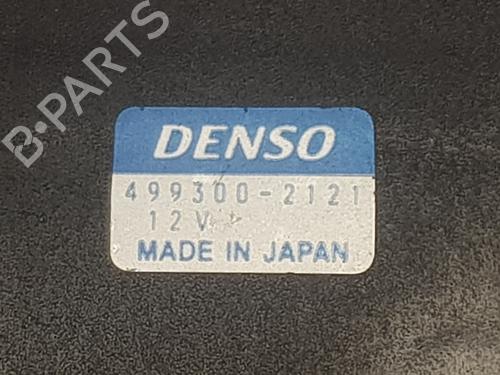 B·PARTS
DENSO
499300-2121
12V
MADE IN JAPAN